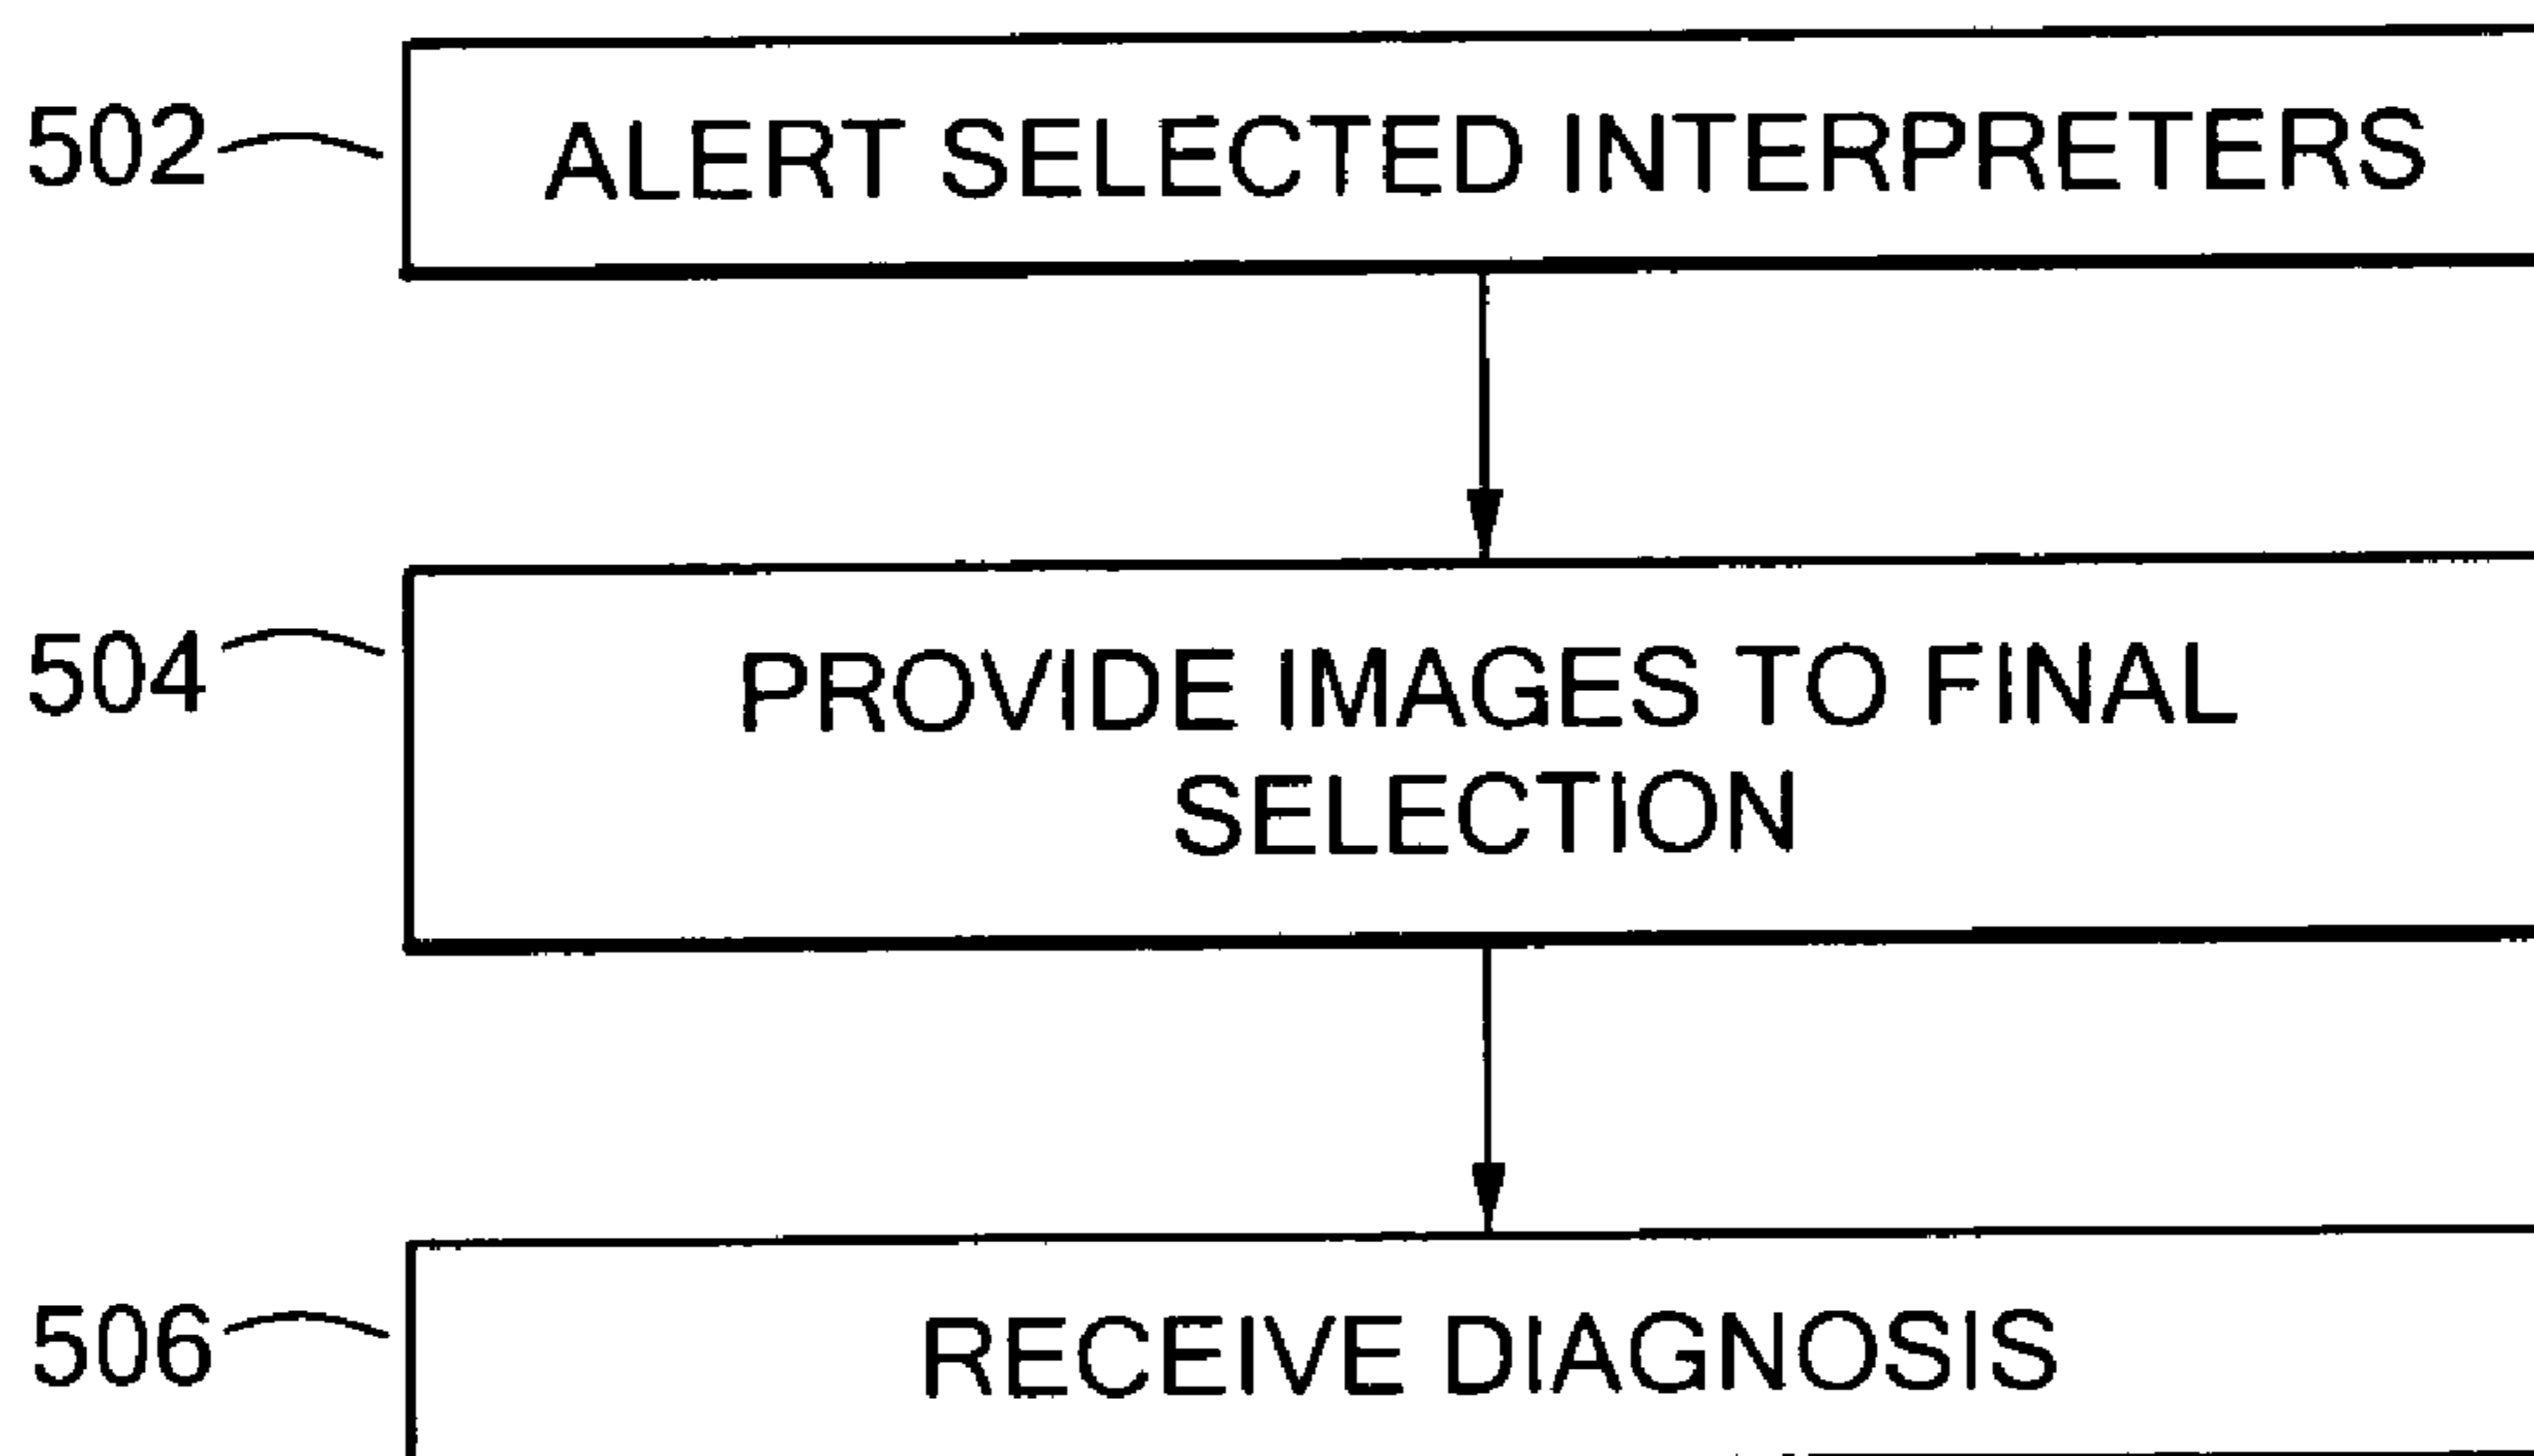 502 ALERT SELECTED INTERPRETERS
504 PROVIDE IMAGES TO FINAL
SELECTION
506 RECEIVE DIAGNOSIS